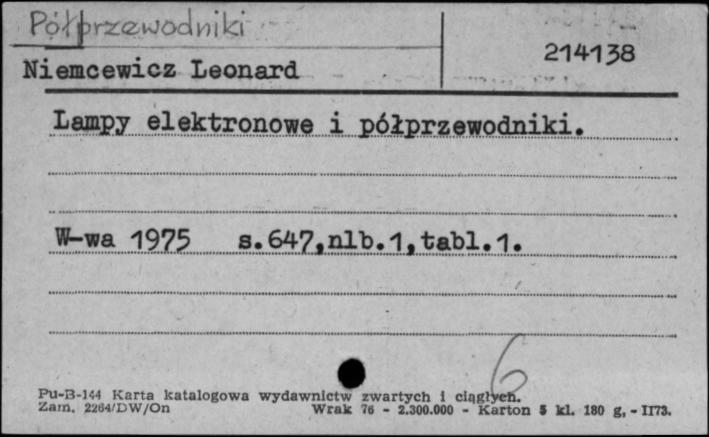 Półprzewodniki
214138
Niemcewicz Leonard
Lampy elektronowe i półprzewodniki.
W-wa 1975 s.647,nlb.1,tabl.1.
6
Pu-B-144 Karta katalogowa wydawnictw zwartych i ciągłych.
Zam. 2264/DW/On Wrak 76 - 2.300.000 - Karton 5 kl. 180 g, - II73.